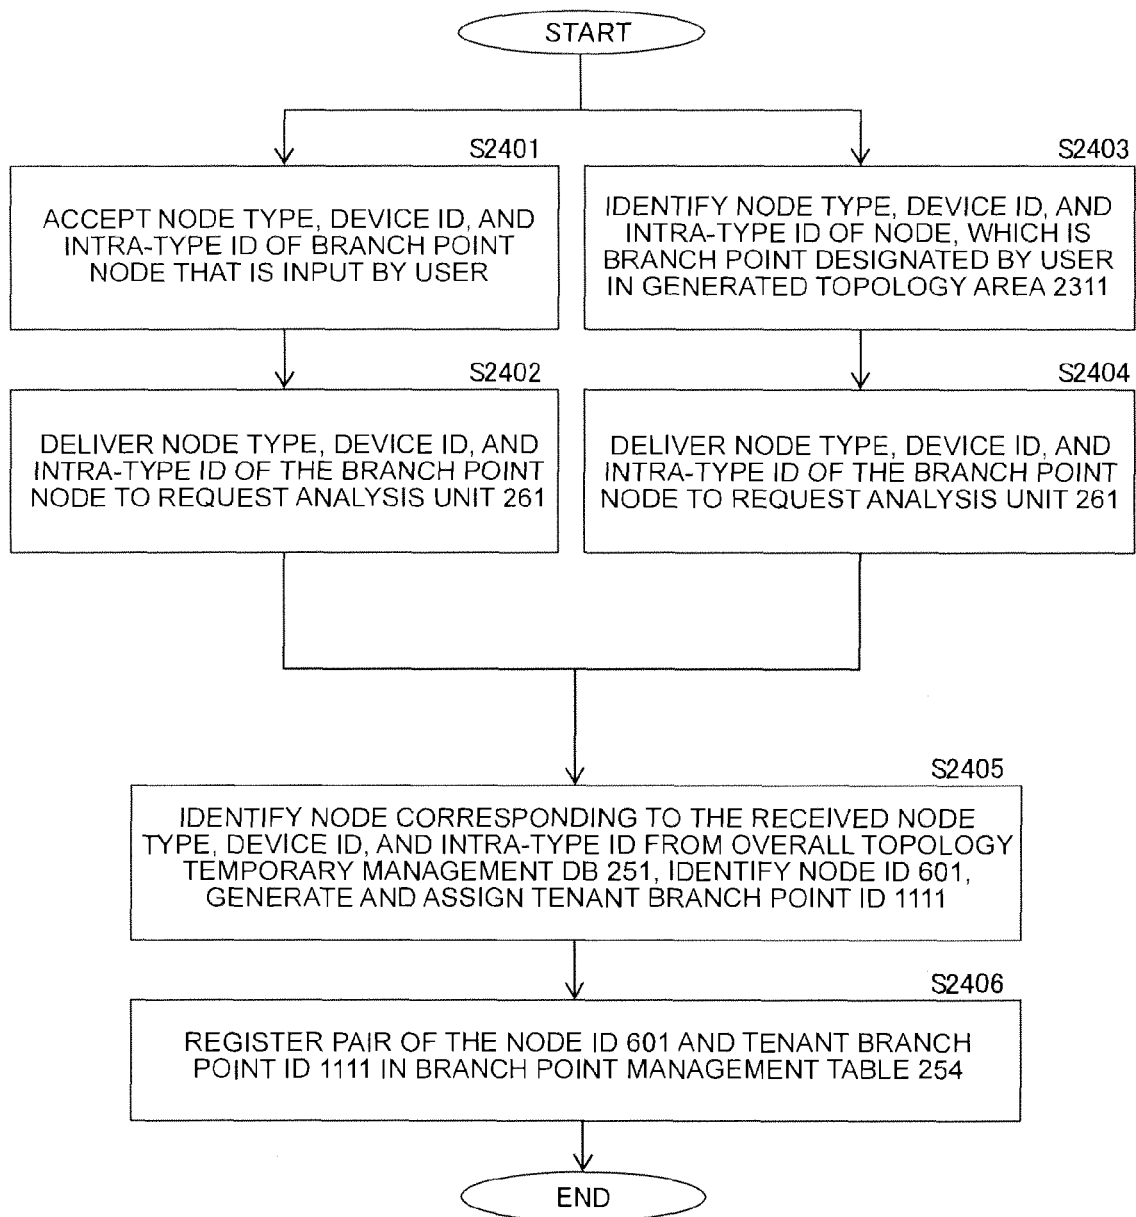 START
S2401
ACCEPT NODE TYPE, DEVICE ID, AND
INTRA-TYPE ID OF BRANCH POINT
NODE THAT IS INPUT BY USER
S2403
IDENTIFY NODE TYPE, DEVICE ID, AND
INTRA-TYPE ID OF NODE, WHICH IS
BRANCH POINT DESIGNATED BY USER
IN GENERATED TOPOLOGY AREA 2311
S2402
DELIVER NODE TYPE, DEVICE ID, AND
INTRA-TYPE ID OF THE BRANCH POINT
NODE TO REQUEST ANALYSIS UNIT 261
S2404
DELIVER NODE TYPE, DEVICE ID, AND
INTRA-TYPE ID OF THE BRANCH POINT
NODE TO REQUEST ANALYSIS UNIT 261
S2405
IDENTIFY NODE CORRESPONDING TO THE RECEIVED NODE
TYPE, DEVICE ID, AND INTRA-TYPE ID FROM OVERALL TOPOLOGY
TEMPORARY MANAGEMENT DB 251, IDENTIFY NODE ID 601,
GENERATE AND ASSIGN TENANT BRANCH POINT ID 1111
S2406
REGISTER PAIR OF THE NODE ID 601 AND TENANT BRANCH
POINT ID 1111 IN BRANCH POINT MANAGEMENT TABLE 254
END